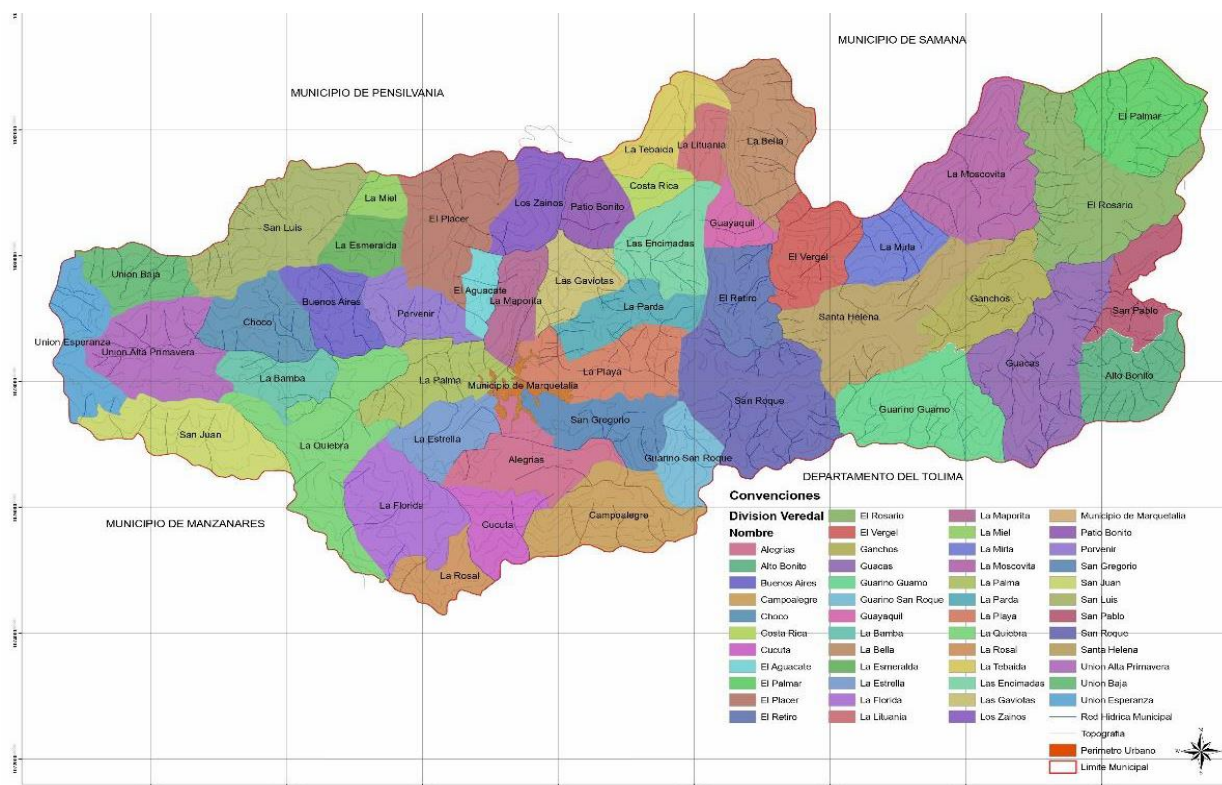 MUNICIPIO DE SAMANA
MUNICIPIO DE PENSILVANIA
El Palmar
La Bella
La Tebaida
La Lituania
La Moscovita
Costa Rica
La Miel
El Rosario
Los Zainos
Patio Bonito
El Placer
Guayaquil
San Luis
Las Encimadas
La Esmeralda
La Mirla
El Vergel
Union Baja
Las Gaviotas
El Aguacate
La Maporita
El Retiro
Ganchos
Buenos Aires
Porvenir
La Parda
San Pablo
Santa Helena
Choco
Union Esperanza
Union Alta Primavera
Guacas
La Playa
Alto Bonito
La Bamba
La Palma
Municipio de Marquetalia
San Roque
Guarino Guamo
San Gregorio
San Juan
La Estrella
La Quiebra
Guarino San Roque
Alegrias
DEPARTAMENTO DEL TOLIMA
La Florida
Campoalegre
Cucuta
MUNICIPIO DE MANZANARES
La Rosal
Convenciones
Division Veredal
Nombre
Alegrias
Alto Bonito
Buenos Aires
Campoalegre
Choco
Costa Rica
Cucuta
El Aguacate
El Palmar
El Placer
El Retiro
El Rosario
El Vergel
Ganchos
Guacas
Guarino Guamo
Guarino San Roque
Guayaquil
La Bamba
La Bella
La Esmeralda
La Estrella
La Florida
La Lituania
La Maporita
La Miel
La Mirla
La Moscovita
La Palma
La Parda
La Playa
La Quiebra
La Rosal
La Tebaida
Las Encimadas
Las Gaviotas
Los Zainos
Municipio de Marquetalia
Patio Bonito
Porvenir
San Gregorio
San Juan
San Luis
San Pablo
San Roque
Santa Helena
Union Alta Primavera
Union Baja
Union Esperanza
Red Hidrica Municipal
Topografia
Perimetro Urbano
Limite Municipal